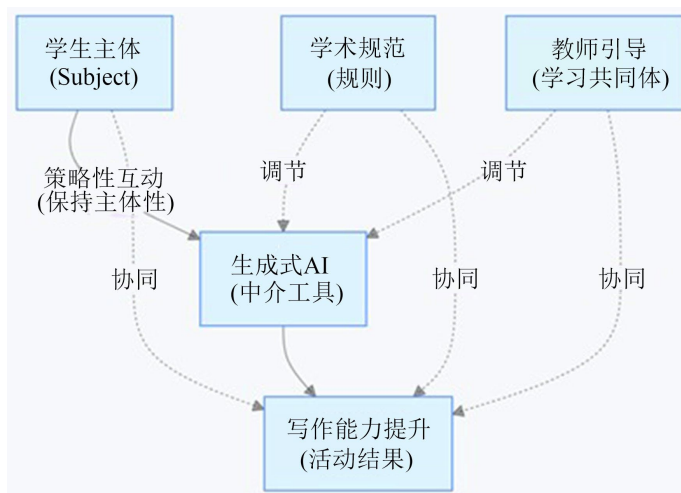 学生主体
(Subject)
学术规范
(规则)
教师引导
(学习共同体)
策略性互动
(保持主体性)
调节
调节
生成式AI
(中介工具)
协同
协同
协同
写作能力提升
(活动结果)